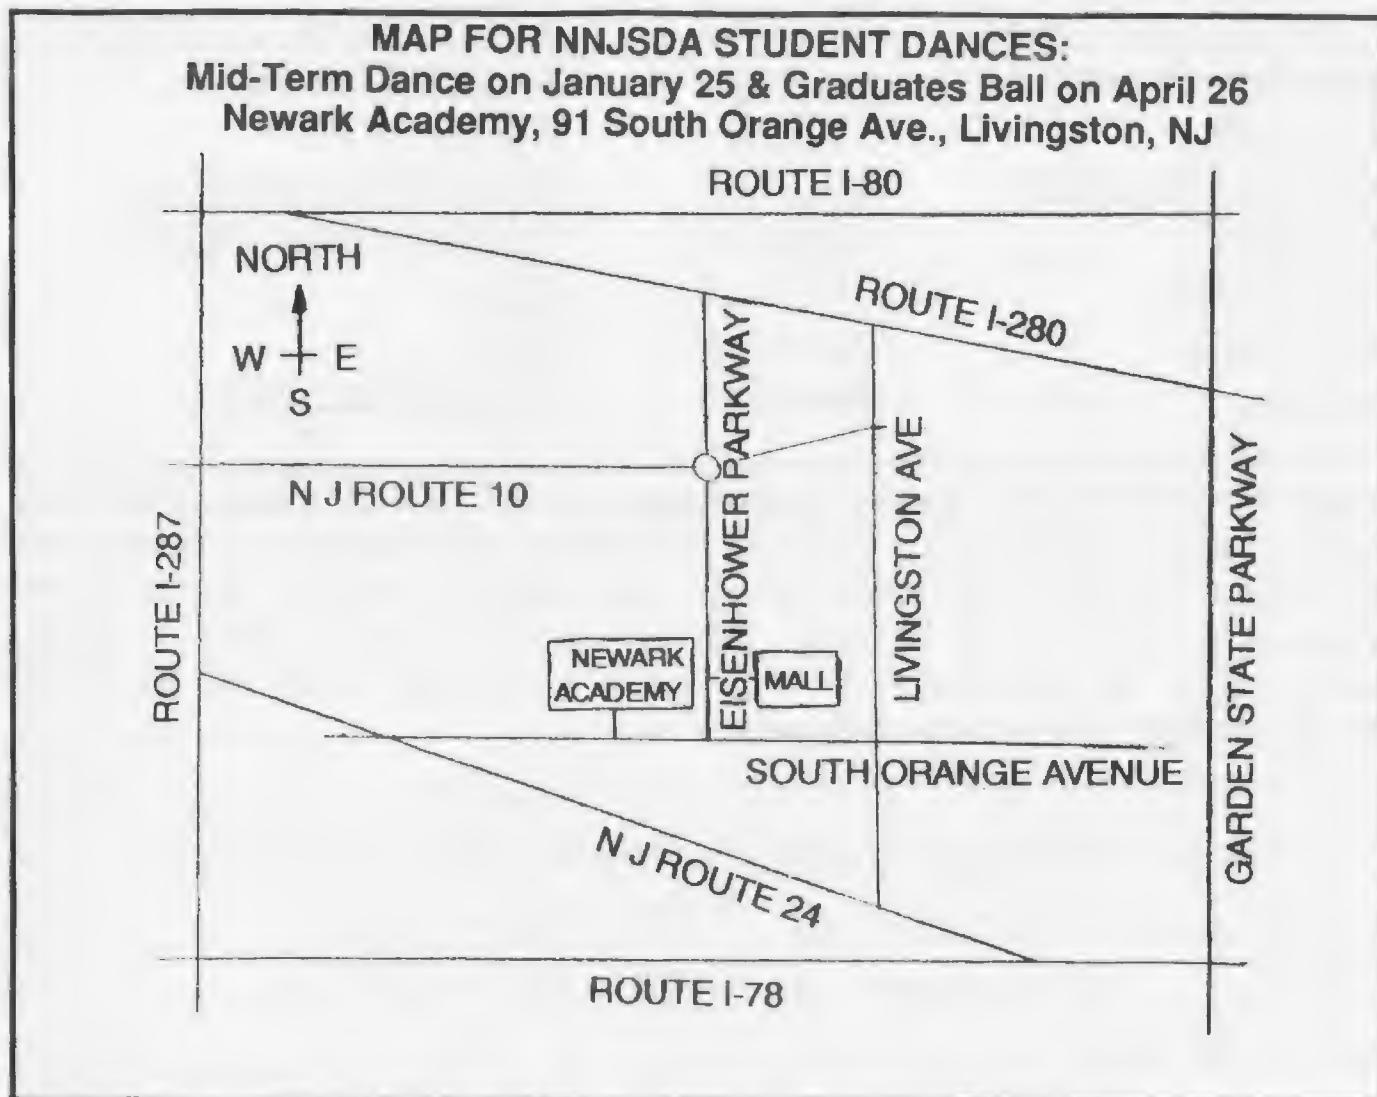 MAP FOR NNJSDA STUDENT DANCES:
Mid-Term Dance on January 25 & Graduates Ball on April 26
Newark Academy, 91 South Orange Ave., Livingston, NJ
ROUTE I-80
NORTH
W E
S
ROUTE I-280
EISENHOWER PARKWAY
LIVINGSTON AVE
N J ROUTE 10
ROUTE I-287
GARDEN STATE PARKWAY
NEWARK
ACADEMY
MALL
SOUTH ORANGE AVENUE
N J ROUTE 24
ROUTE I-78